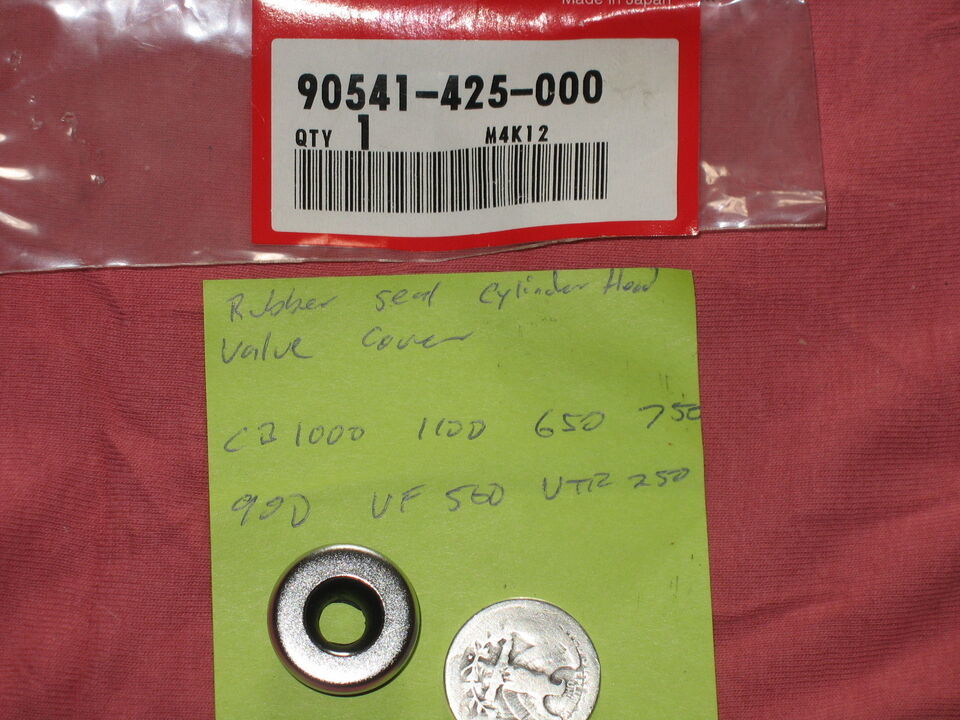 Made in Japan
90541-425-000
QTY 1 M4K12
Rubber seal Cylinder Head
Valve Cover
CB1000 1100 650 750
900 VF 500 VTR 250